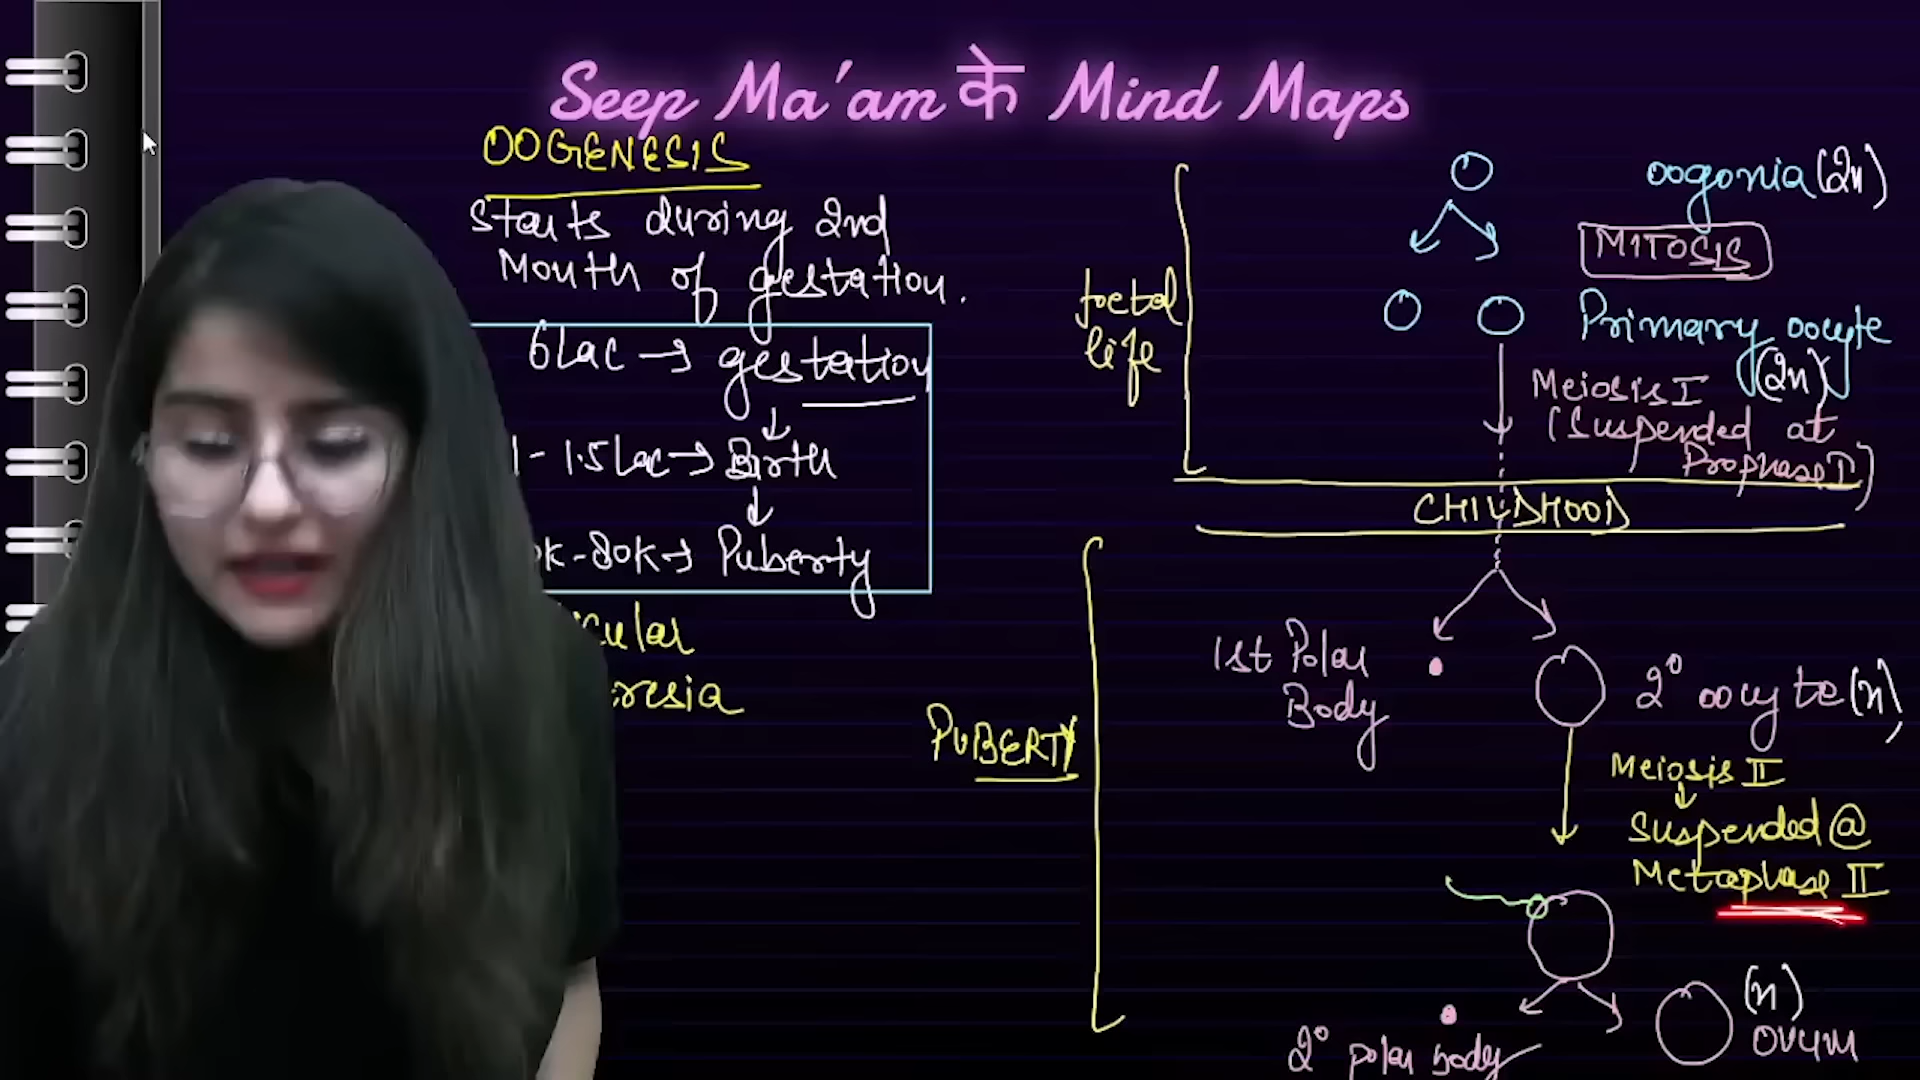 Seep Ma'am के Mind Maps
OOGENESIS
Starts during 2nd
Month of gestation.
6Lac → gestation
↓
1-1.5Lac → Birth
↓
0K-80K → Puberty
cular
resia
foetal
life
oogonia (2n)
MITOSIS
Primary oocyte
(2n)
Meiosis I
(Suspended at
Prophase I)
CHILDHOOD
PUBERTY
1st Polar
Body
2° oocyte (n)
Meiosis II
↓
Suspended @
Metaphase II
2° polar body
(n)
OVUM